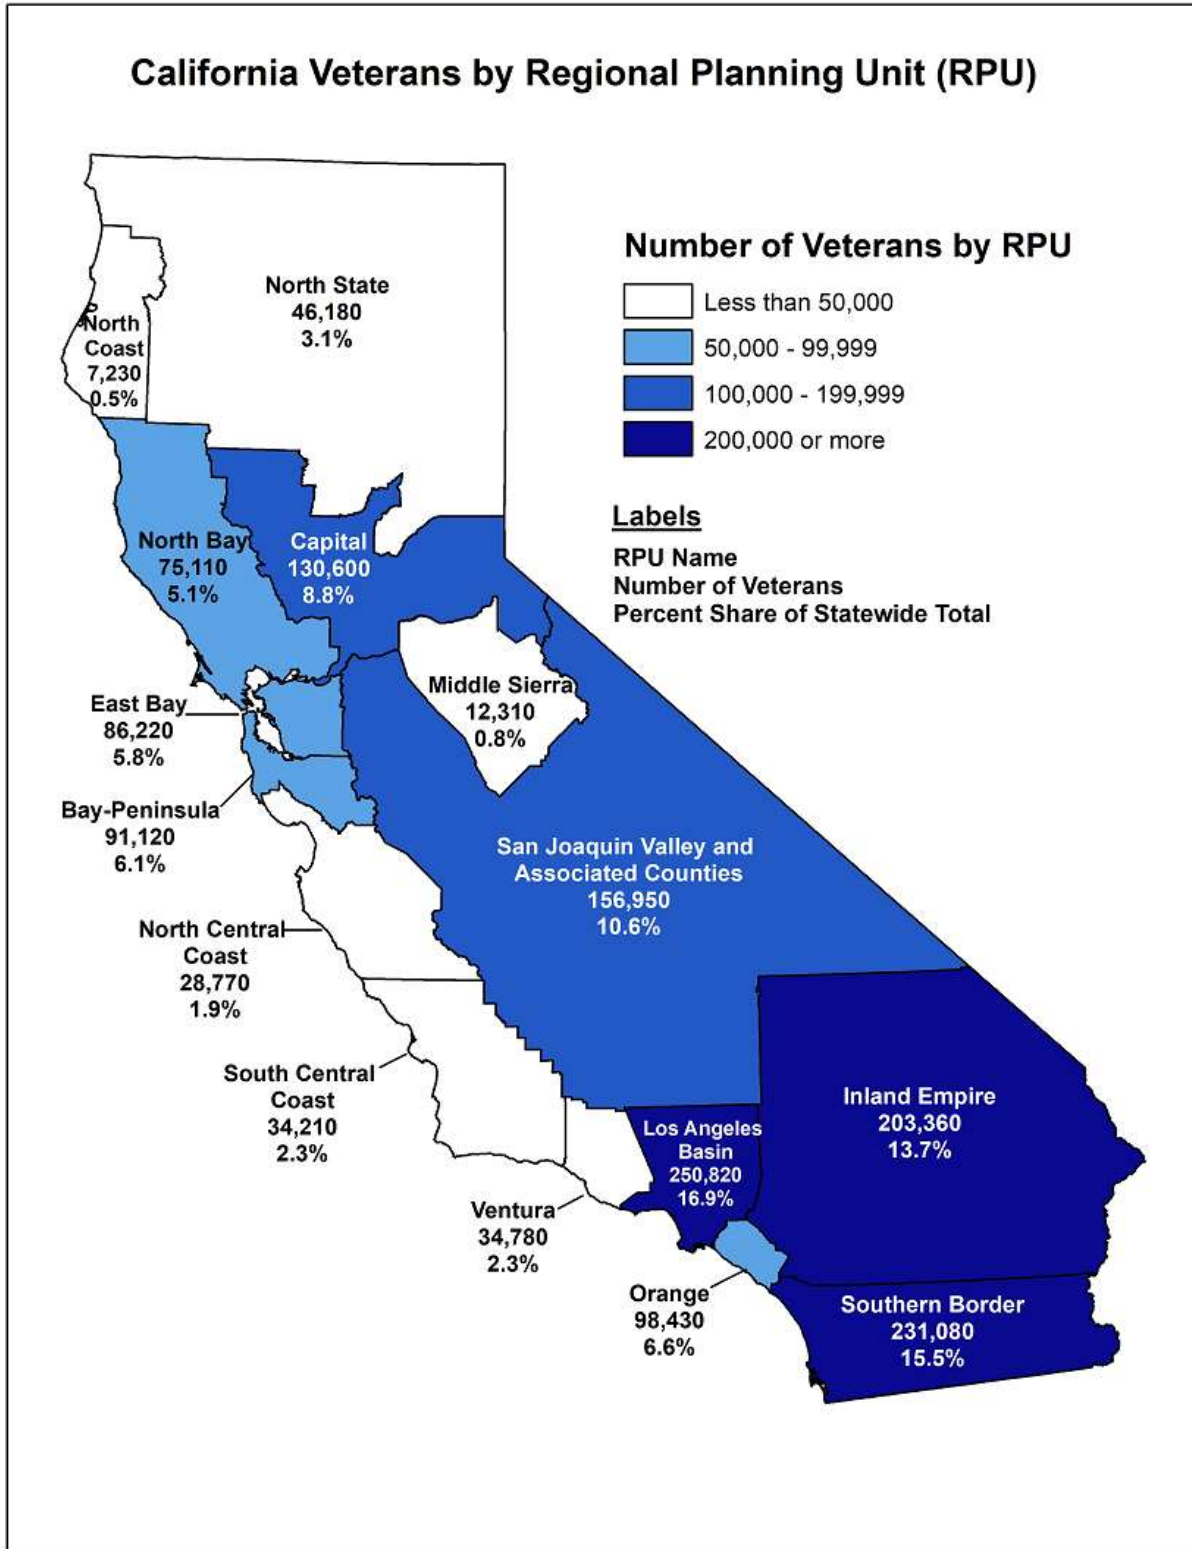 California Veterans by Regional Planning Unit (RPU)
Number of Veterans by RPU
Less than 50,000
50,000 - 99,999
100,000 - 199,999
200,000 or more
Labels
RPU Name
Number of Veterans
Percent Share of Statewide Total
North State
46,180
3.1%
North
Coast
7,230
0.5%
North Bay
75,110
5.1%
Capital
130,600
8.8%
Middle Sierra
12,310
0.8%
East Bay
86,220
5.8%
Bay-Peninsula
91,120
6.1%
San Joaquin Valley and
Associated Counties
156,950
10.6%
North Central
Coast
28,770
1.9%
South Central
Coast
34,210
2.3%
Inland Empire
203,360
13.7%
Los Angeles
Basin
250,820
16.9%
Ventura
34,780
2.3%
Orange
98,430
6.6%
Southern Border
231,080
15.5%